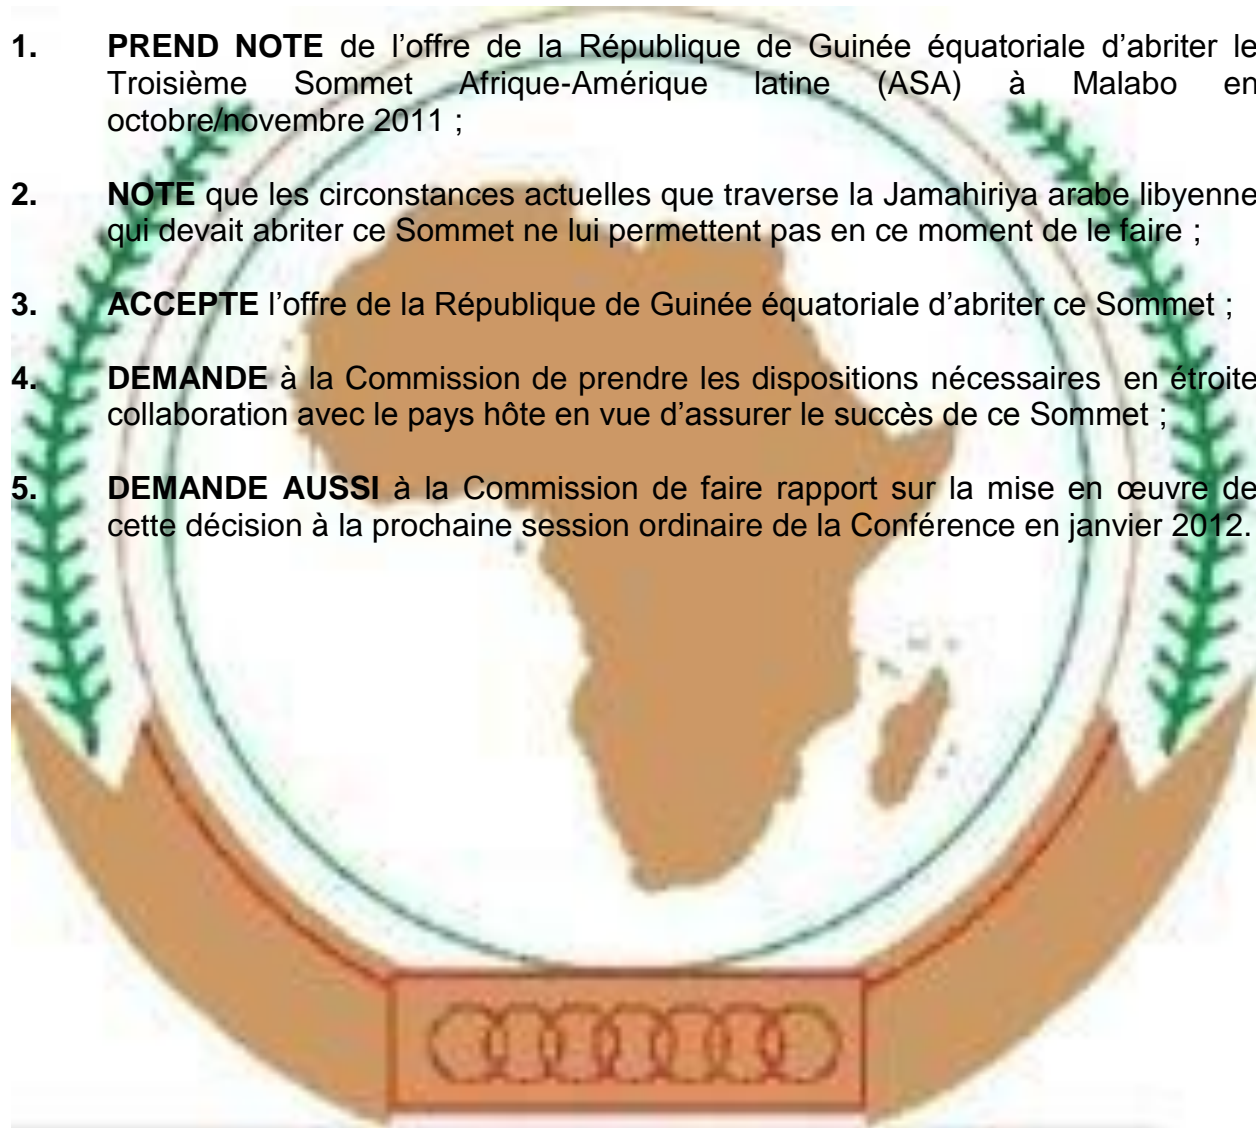 1. PREND NOTE de l’offre de la République de Guinée équatoriale d’abriter le
Troisième Sommet Afrique-Amérique latine (ASA) à Malabo en
octobre/novembre 2011 ;
2. NOTE que les circonstances actuelles que traverse la Jamahiriya arabe libyenne
qui devait abriter ce Sommet ne lui permettent pas en ce moment de le faire ;
3. ACCEPTE l’offre de la République de Guinée équatoriale d’abriter ce Sommet ;
4. DEMANDE à la Commission de prendre les dispositions nécessaires en étroite
collaboration avec le pays hôte en vue d’assurer le succès de ce Sommet ;
5. DEMANDE AUSSI à la Commission de faire rapport sur la mise en œuvre de
cette décision à la prochaine session ordinaire de la Conférence en janvier 2012.